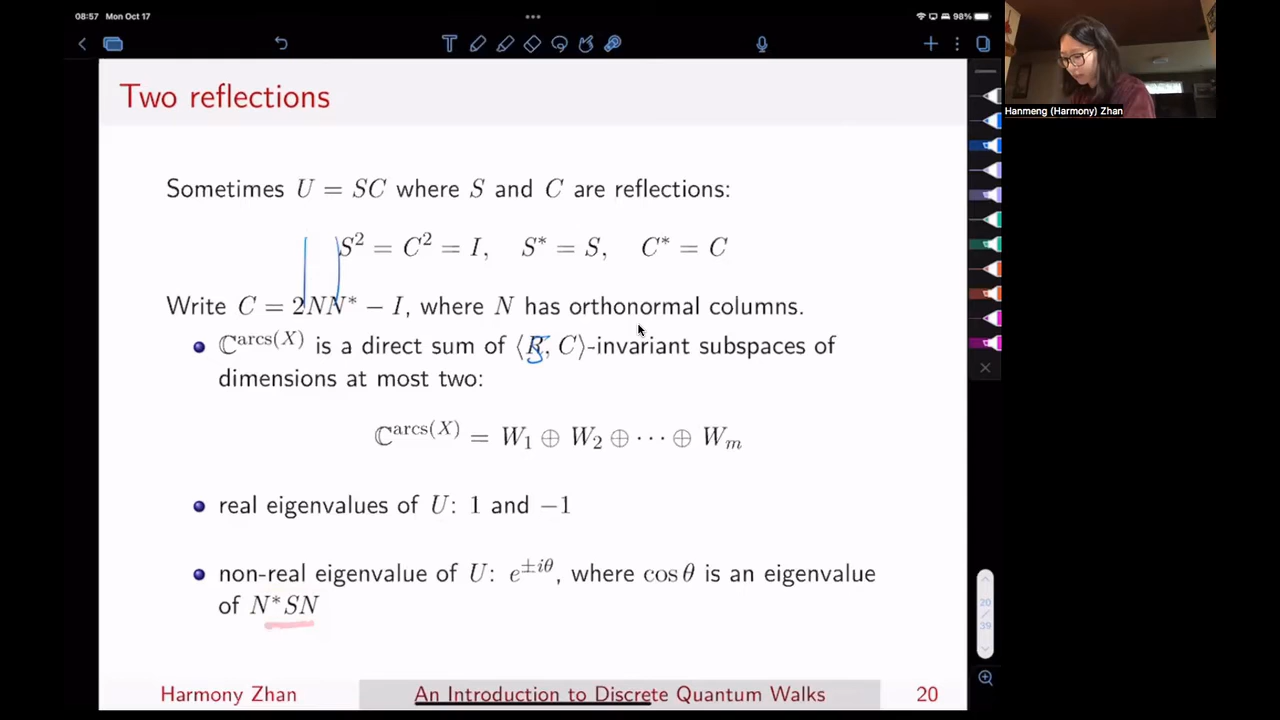 08:57 Mon Oct 17
98%
Hanmeng (Harmony) Zhan
Two reflections
Sometimes U = SC where S and C are reflections:
S² = C² = I, S* = S, C* = C
Write C = 2NN* − I, where N has orthonormal columns.
ℂ^arcs(X) is a direct sum of ⟨R, C⟩-invariant subspaces of
S
dimensions at most two:
ℂ^arcs(X) = W₁ ⊕ W₂ ⊕ ⋯ ⊕ Wₘ
real eigenvalues of U: 1 and −1
non-real eigenvalue of U: e^±iθ, where cos θ is an eigenvalue
of N*SN
20
/
39
Harmony Zhan An Introduction to Discrete Quantum Walks 20